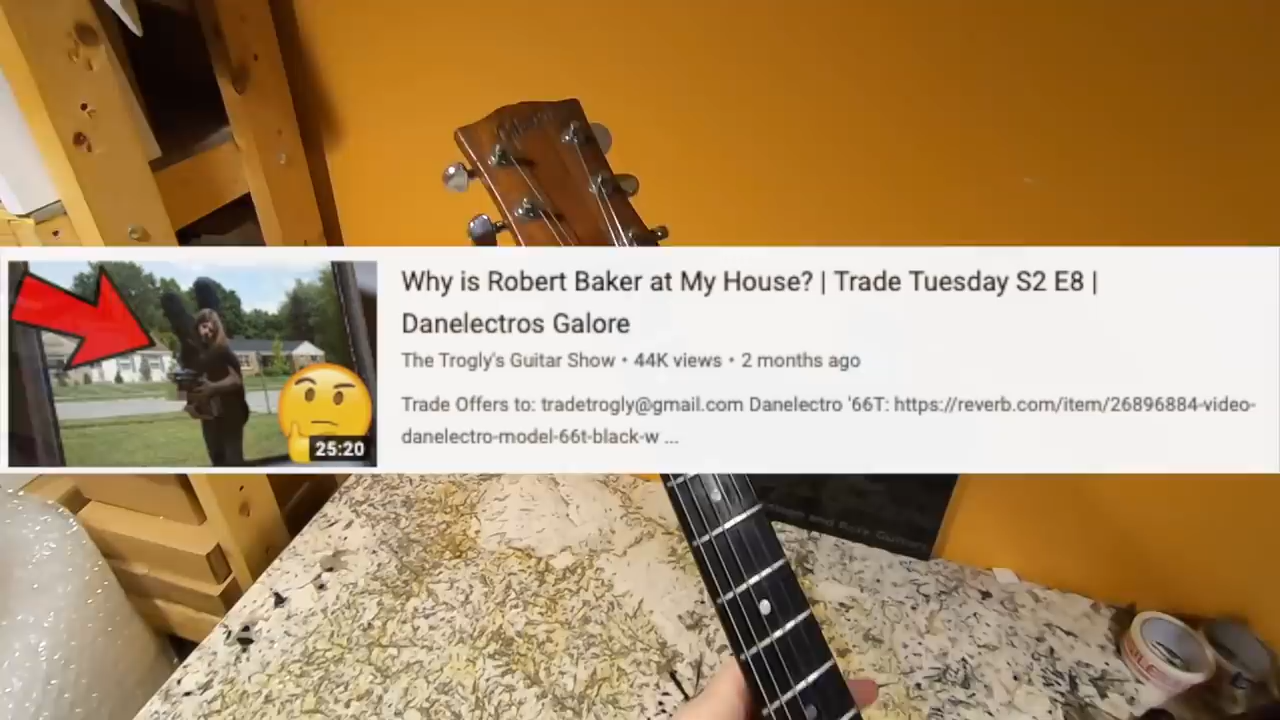 Why is Robert Baker at My House? | Trade Tuesday S2 E8 |
Danelectros Galore
The Trogly's Guitar Show • 44K views • 2 months ago
Trade Offers to: tradetrogly@gmail.com Danelectro '66T: https://reverb.com/item/26896884-video-
danelectro-model-66t-black-w ...
25:20